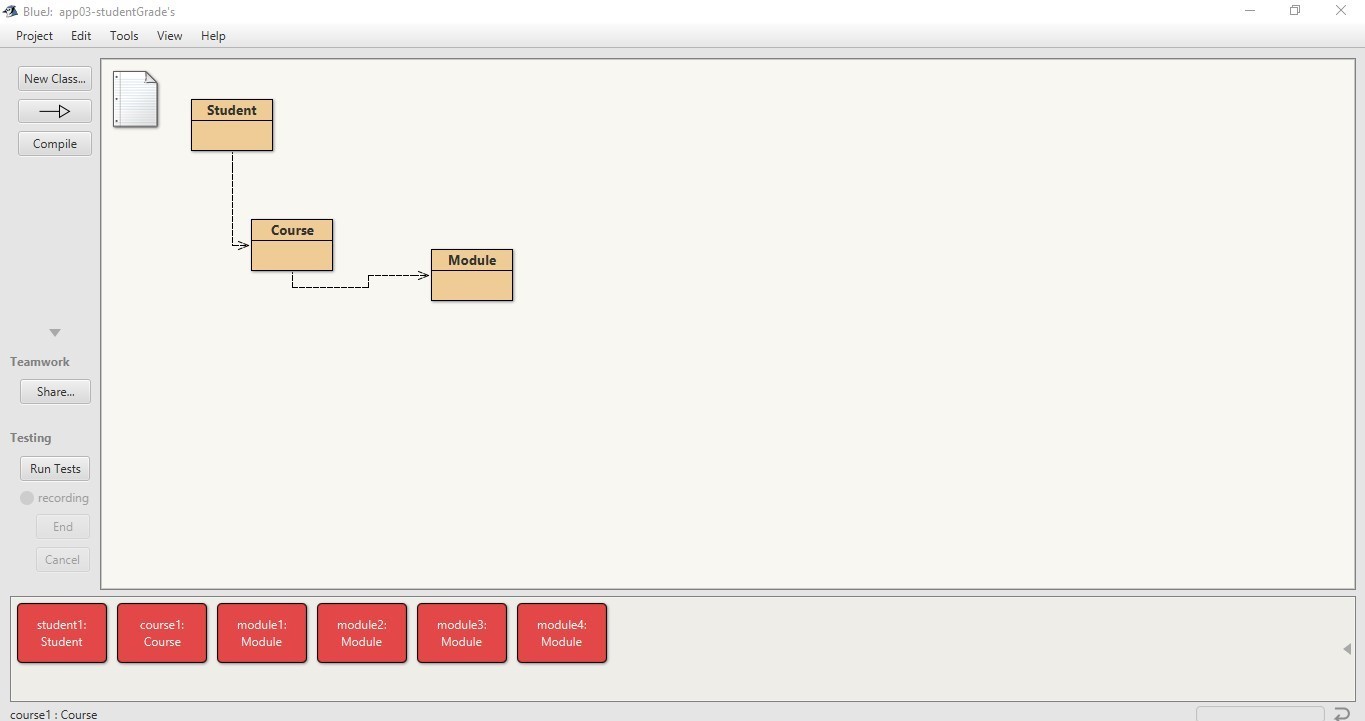 BlueJ: app03-studentGrade's
Project Edit Tools View Help
New Class...
Compile
Student
Course
Module
Teamwork
Share...
Testing
Run Tests
recording
End
Cancel
student1:
Student
course1:
Course
module1:
Module
module2:
Module
module3:
Module
module4:
Module
course1 : Course